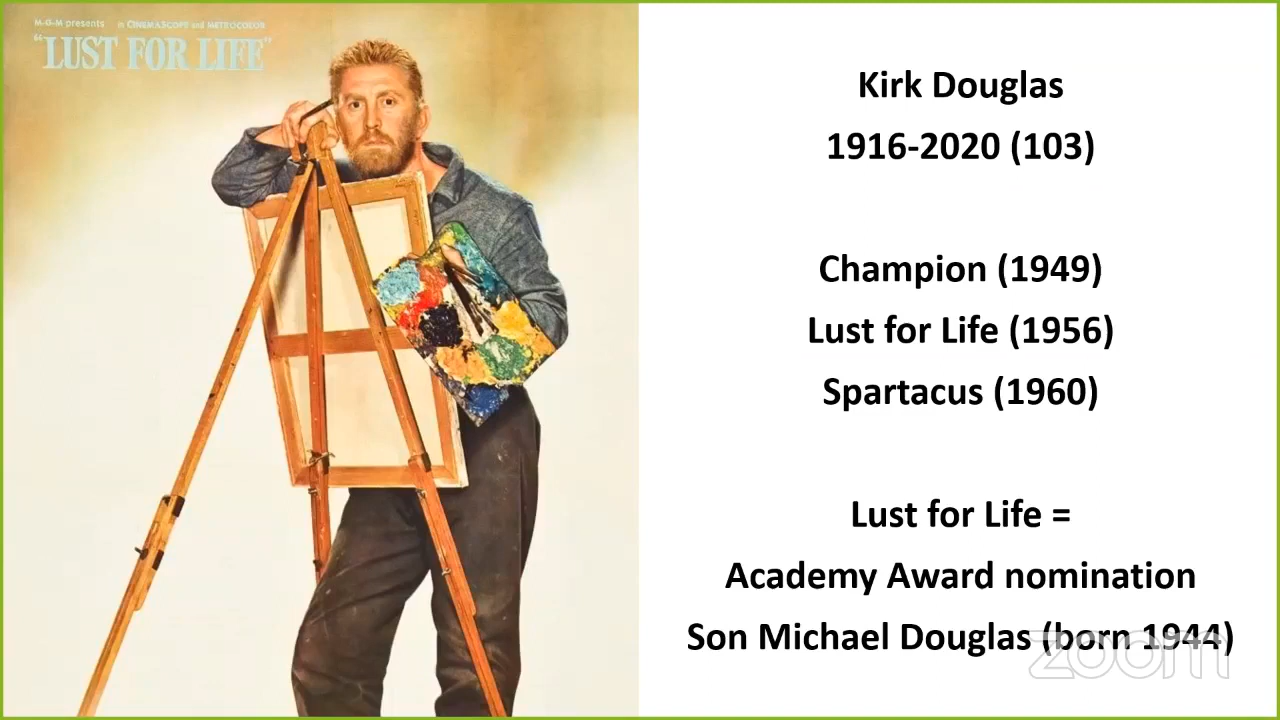 M-G-M presents in CINEMASCOPE and METROCOLOR
"LUST FOR LIFE"
Kirk Douglas
1916-2020 (103)
Champion (1949)
Lust for Life (1956)
Spartacus (1960)
Lust for Life =
Academy Award nomination
Son Michael Douglas (born 1944)
zoom